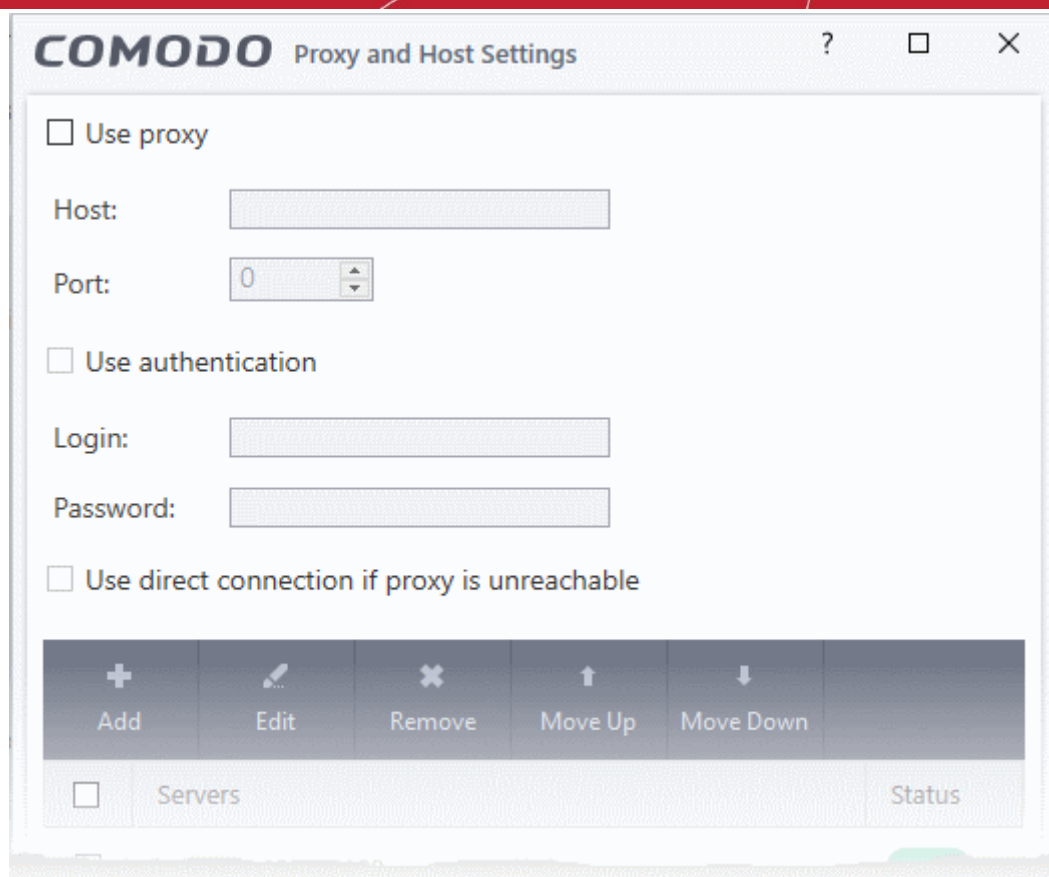 COMODO Proxy and Host Settings ?
Use proxy
Host:
Port: 0
Use authentication
Login:
Password:
Use direct connection if proxy is unreachable
Add Edit Remove Move Up Move Down
Servers Status